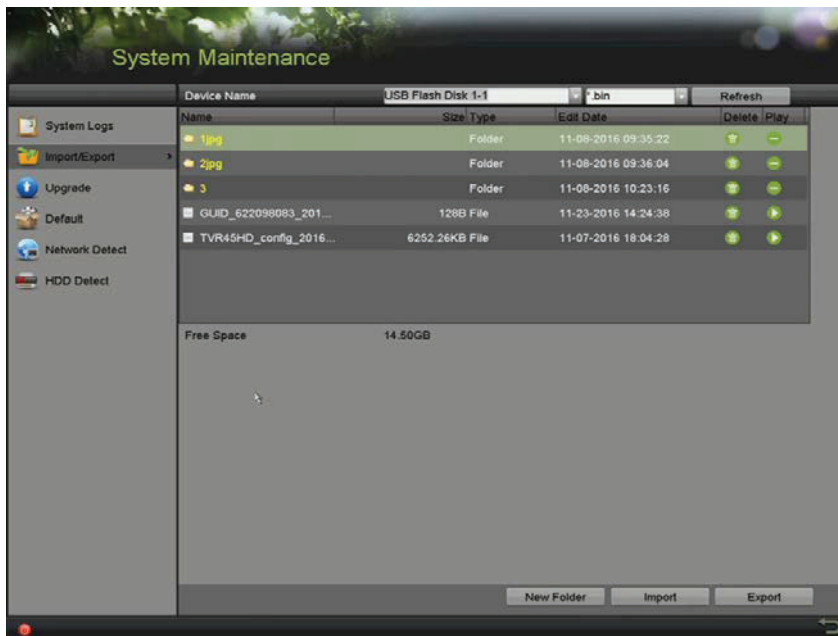 System Maintenance
Device Name USB Flash Disk 1-1 *.bin Refresh
Name Size Type Edit Date Delete Play
1jpg Folder 11-08-2016 09:35:22
2jpg Folder 11-08-2016 09:36:04
3 Folder 11-08-2016 10:23:16
GUID_622098083_201... 128B File 11-23-2016 14:24:38
TVR45HD_config_2016... 6252.26KB File 11-07-2016 18:04:28
Free Space 14.50GB
System Logs
Import/Export
Upgrade
Default
Network Detect
HDD Detect
New Folder Import Export